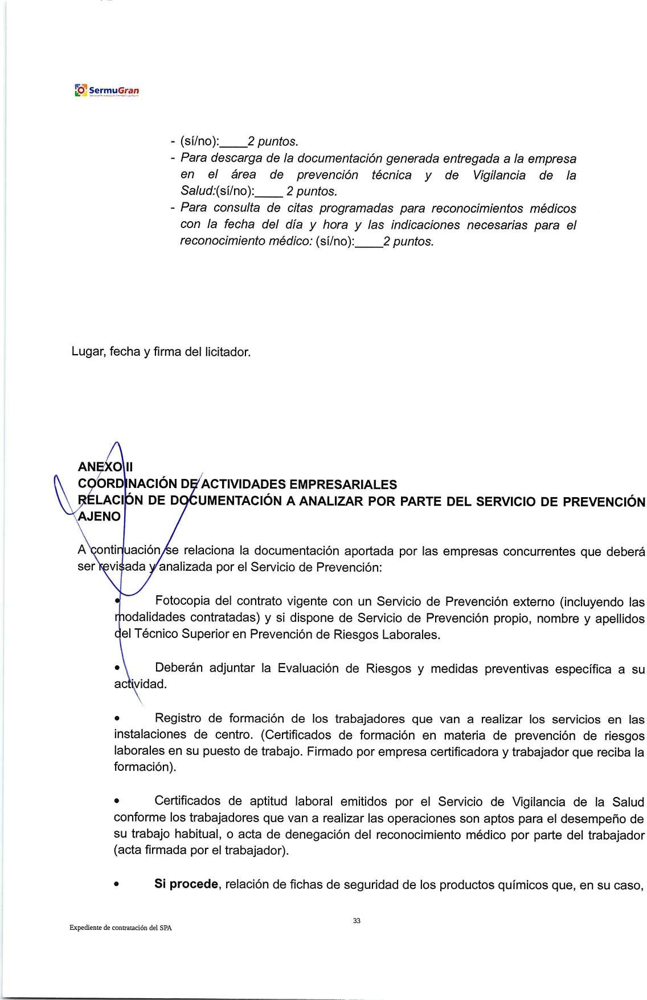 SermuGran
- (sí/no):____2 puntos.
- Para descarga de la documentación generada entregada a la empresa
en el área de prevención técnica y de Vigilancia de la
Salud:(sí/no):____ 2 puntos.
- Para consulta de citas programadas para reconocimientos médicos
con la fecha del día y hora y las indicaciones necesarias para el
reconocimiento médico: (sí/no):____2 puntos.
Lugar, fecha y firma del licitador.
ANEXO II
COORDINACIÓN DE ACTIVIDADES EMPRESARIALES
RELACIÓN DE DOCUMENTACIÓN A ANALIZAR POR PARTE DEL SERVICIO DE PREVENCIÓN
AJENO
A continuación se relaciona la documentación aportada por las empresas concurrentes que deberá
ser revisada y analizada por el Servicio de Prevención:
• Fotocopia del contrato vigente con un Servicio de Prevención externo (incluyendo las
modalidades contratadas) y si dispone de Servicio de Prevención propio, nombre y apellidos
del Técnico Superior en Prevención de Riesgos Laborales.
• Deberán adjuntar la Evaluación de Riesgos y medidas preventivas específica a su
actividad.
• Registro de formación de los trabajadores que van a realizar los servicios en las
instalaciones de centro. (Certificados de formación en materia de prevención de riesgos
laborales en su puesto de trabajo. Firmado por empresa certificadora y trabajador que reciba la
formación).
• Certificados de aptitud laboral emitidos por el Servicio de Vigilancia de la Salud
conforme los trabajadores que van a realizar las operaciones son aptos para el desempeño de
su trabajo habitual, o acta de denegación del reconocimiento médico por parte del trabajador
(acta firmada por el trabajador).
• Si procede, relación de fichas de seguridad de los productos químicos que, en su caso,
33
Expediente de contratación del SPA